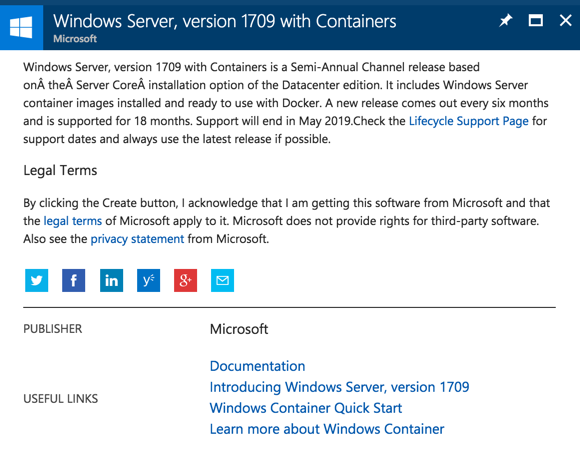 Windows Server, version 1709 with Containers
Microsoft
Windows Server, version 1709 with Containers is a Semi-Annual Channel release based
onÂ theÂ Server CoreÂ installation option of the Datacenter edition. It includes Windows Server
container images installed and ready to use with Docker. A new release comes out every six months
and is supported for 18 months. Support will end in May 2019.Check the Lifecycle Support Page for
support dates and always use the latest release if possible.
Legal Terms
By clicking the Create button, I acknowledge that I am getting this software from Microsoft and that
the legal terms of Microsoft apply to it. Microsoft does not provide rights for third-party software.
Also see the privacy statement from Microsoft.
f in y g+
PUBLISHER Microsoft
Documentation
Introducing Windows Server, version 1709
USEFUL LINKS
Windows Container Quick Start
Learn more about Windows Container